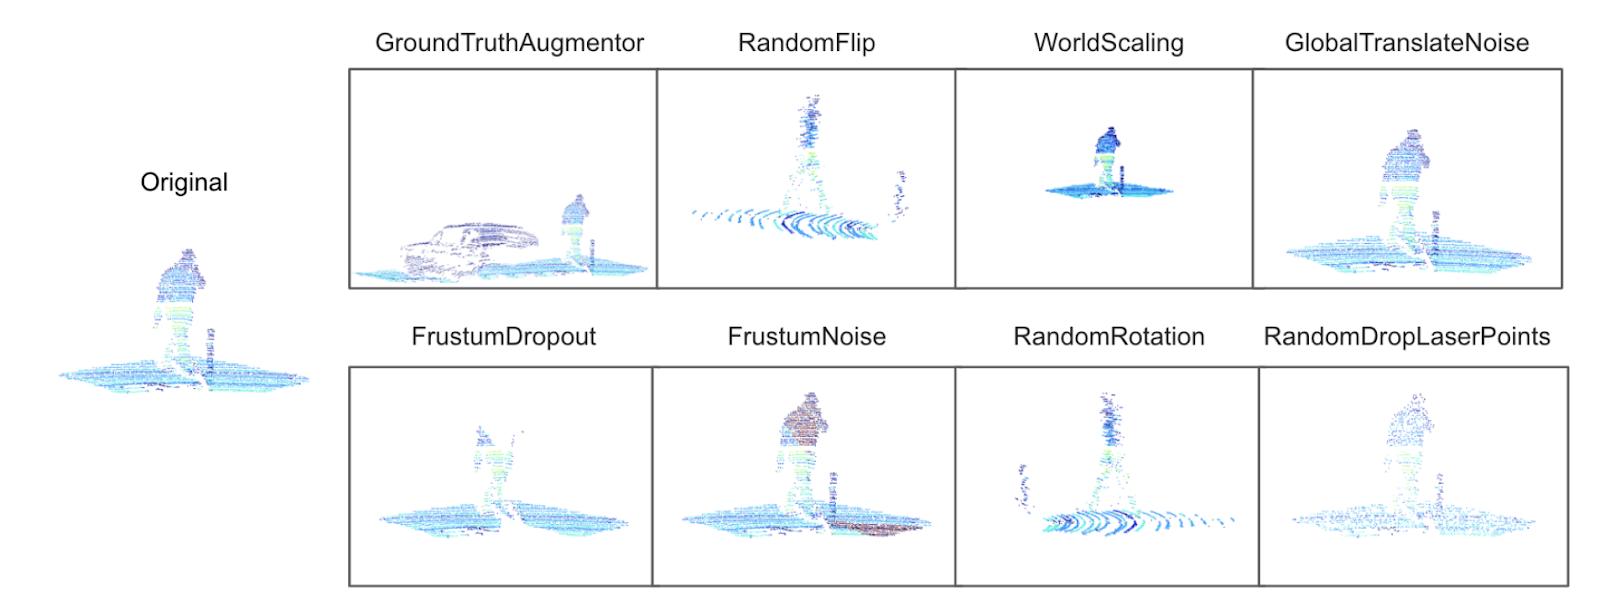 Original
GroundTruthAugmentor
RandomFlip
WorldScaling
GlobalTranslateNoise
FrustumDropout
FrustumNoise
RandomRotation
RandomDropLaserPoints